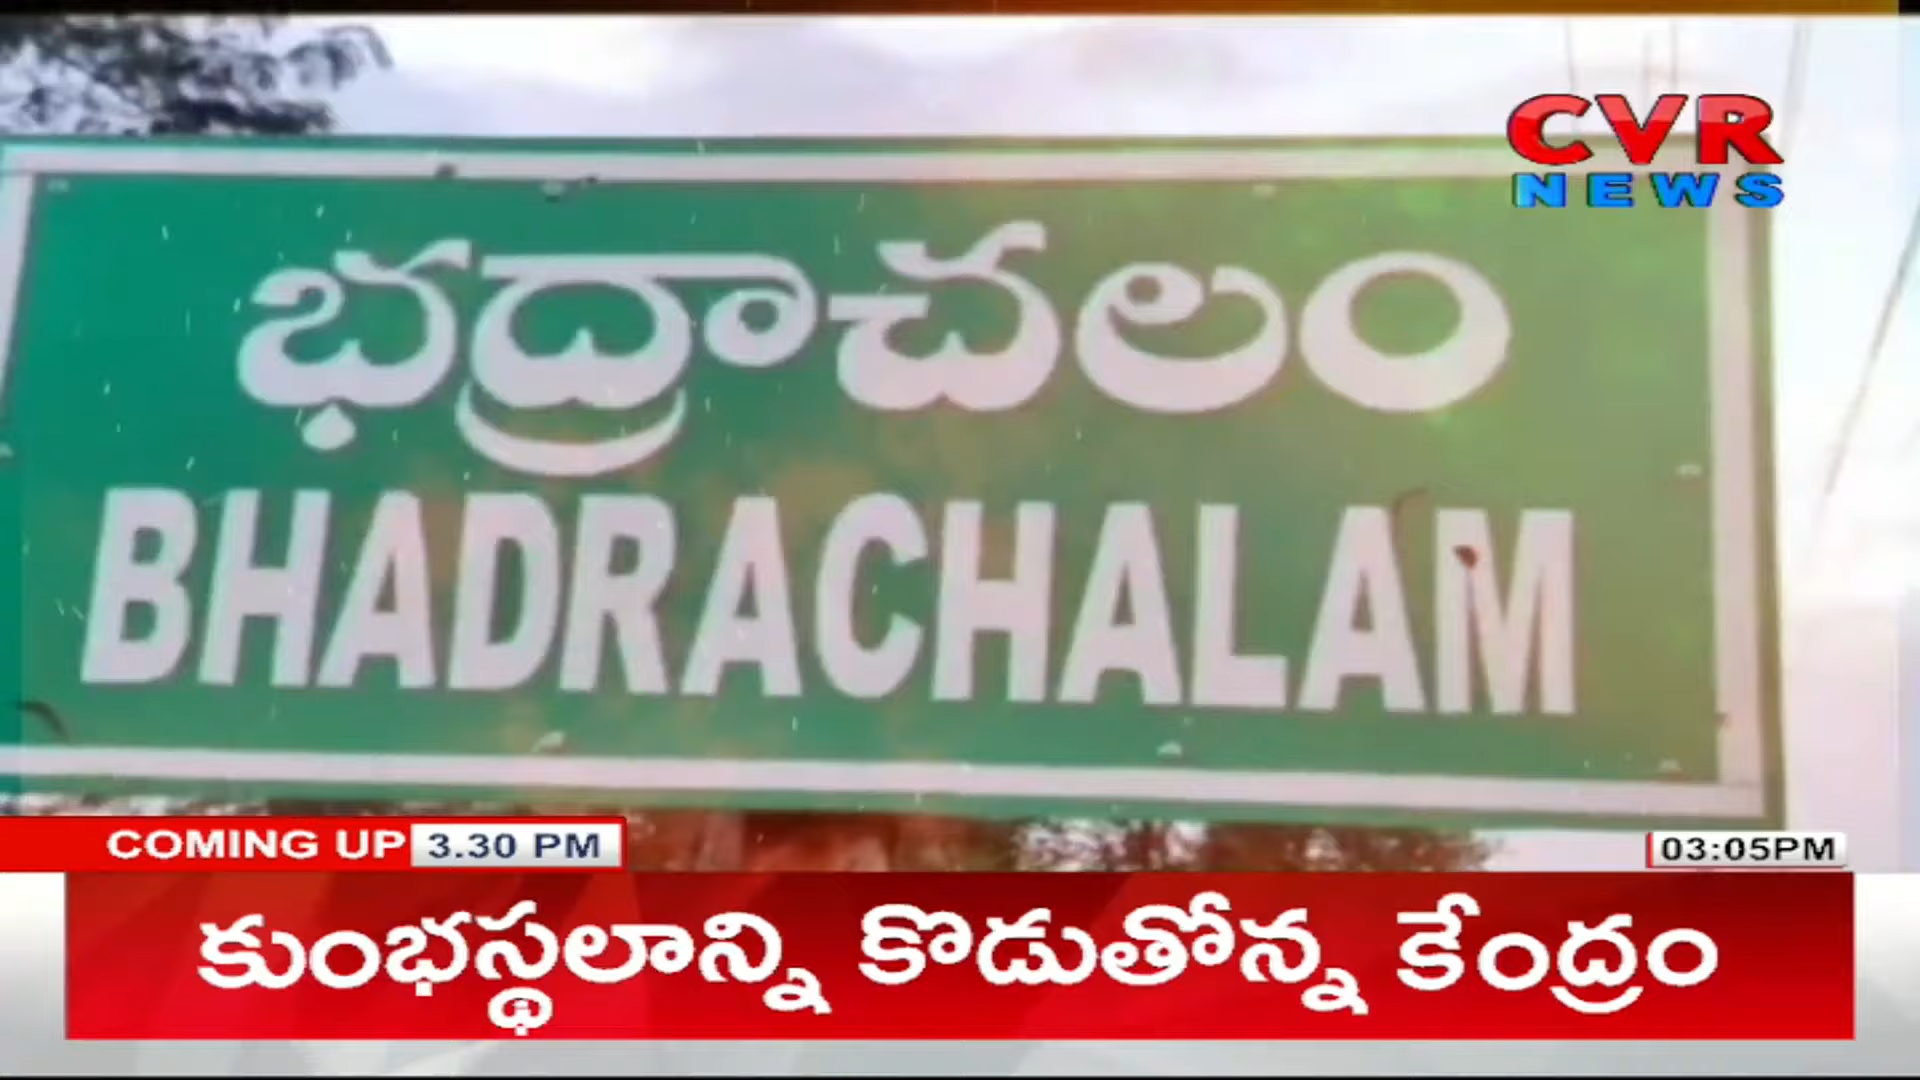 CVR
NEWS
భద్రాచలం
BHADRACHALAM
COMING UP 3.30 PM
03:05PM
కుంభస్థలాన్ని కొడుతోన్న కేంద్రం